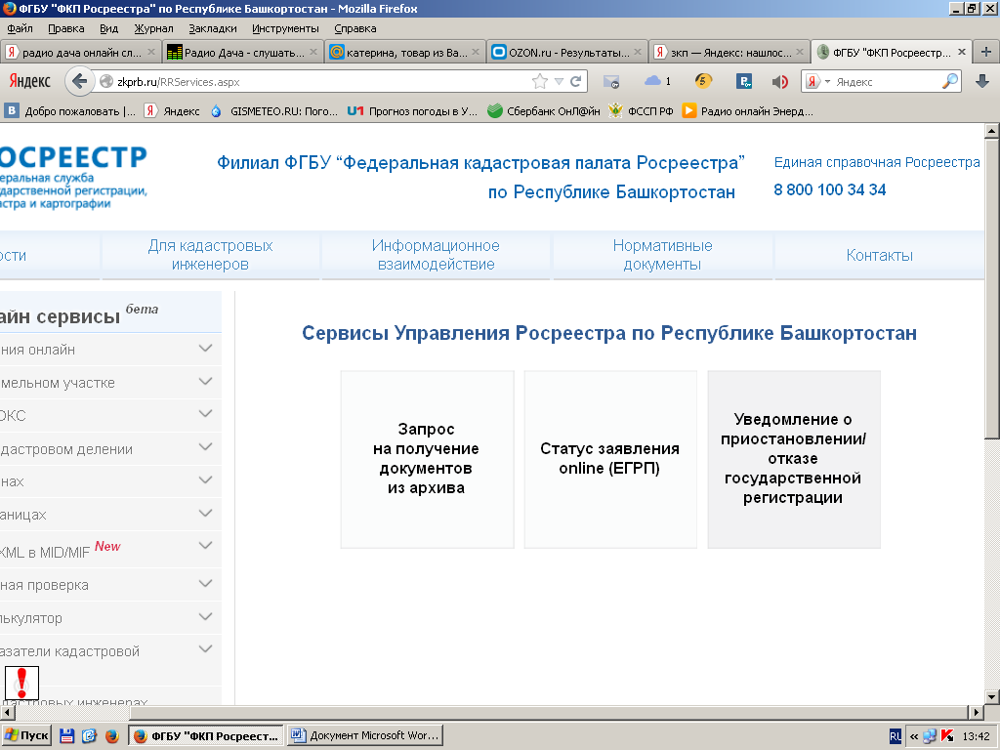 ФГБУ "ФКП Росреестра" по Республике Башкортостан - Mozilla Firefox
Файл Правка Вид Журнал Закладки Инструменты Справка
радио дача онлайн сл...
Радио Дача - слушать...
катерина, товар из Ва...
OZON.ru - Результаты...
зкп — Яндекс: нашлос...
ФГБУ "ФКП Росреестр...
Яндекс
zkprb.ru/RRServices.aspx
1
5
Яндекс
Добро пожаловать |...
Яндекс
GISMETEO.RU: Пого...
Прогноз погоды в У...
Сбербанк ОнЛ@йн
ФССП РФ
Радио онлайн Энерд...
ОСРЕЕСТР
еральная служба
ударственной регистрации,
астра и картографии
Филиал ФГБУ “Федеральная кадастровая палата Росреестра”
по Республике Башкортостан
Единая справочная Росреестра
8 800 100 34 34
ости
Для кадастровых
инженеров
Информационное
взаимодействие
Нормативные
документы
Контакты
айн сервисы бета
ния онлайн
мельном участке
ОКС
дастровом делении
нах
аницах
XML в MID/MIF New
ная проверка
лькулятор
азатели кадастровой
дастровых инженерах
Сервисы Управления Росреестра по Республике Башкортостан
Запрос
на получение
документов
из архива
Статус заявления
online (ЕГРП)
Уведомление о
приостановлении/
отказе
государственной
регистрации
Пуск
ФГБУ "ФКП Росреест...
Документ Microsoft Wor...
RU
13:42